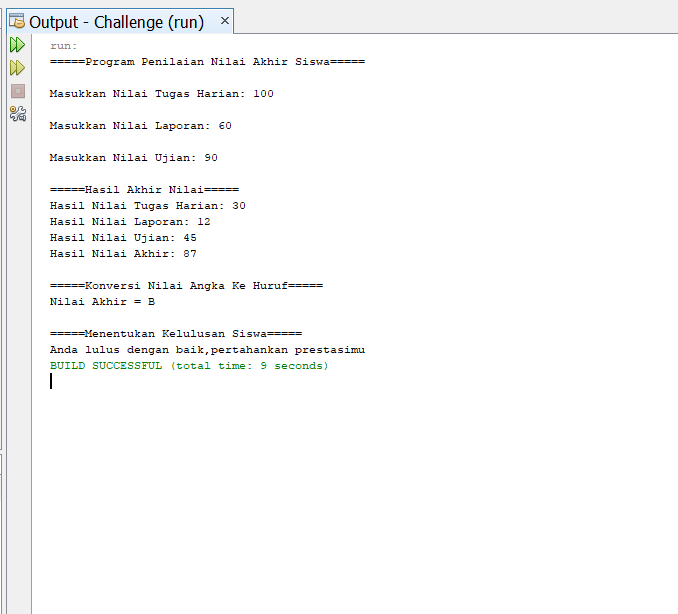 Output - Challenge (run) ×
run:
=====Program Penilaian Nilai Akhir Siswa=====
Masukkan Nilai Tugas Harian: 100
Masukkan Nilai Laporan: 60
Masukkan Nilai Ujian: 90
=====Hasil Akhir Nilai=====
Hasil Nilai Tugas Harian: 30
Hasil Nilai Laporan: 12
Hasil Nilai Ujian: 45
Hasil Nilai Akhir: 87
=====Konversi Nilai Angka Ke Huruf=====
Nilai Akhir = B
=====Menentukan Kelulusan Siswa=====
Anda lulus dengan baik,pertahankan prestasimu
BUILD SUCCESSFUL (total time: 9 seconds)